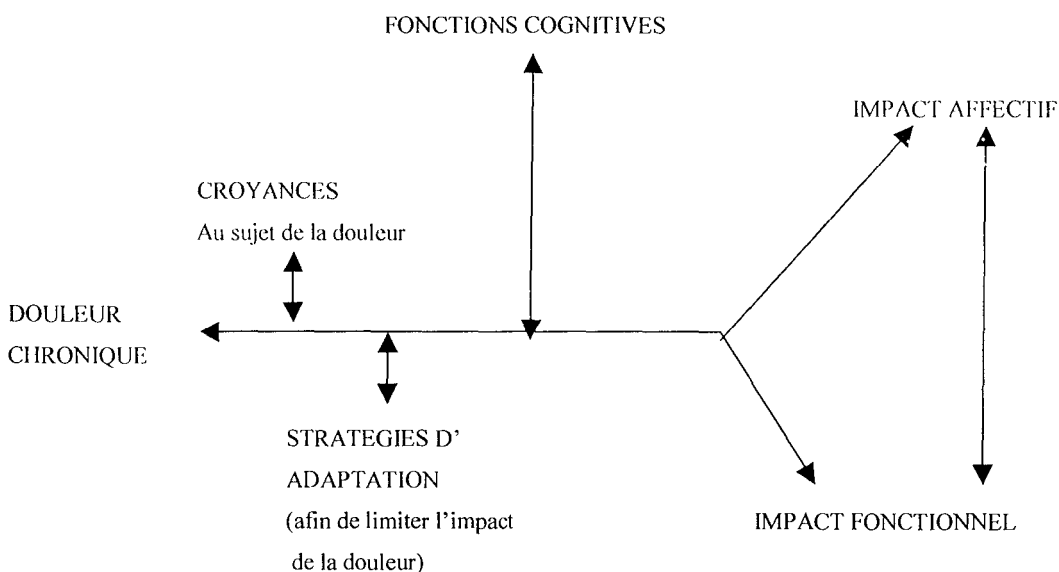 FONCTIONS COGNITIVES
IMPACT AFFECTIF
CROYANCES
Au sujet de la douleur
DOULEUR
CHRONIQUE
STRATEGIES D'
ADAPTATION
(afin de limiter l'impact
de la douleur)
IMPACT FONCTIONNEL